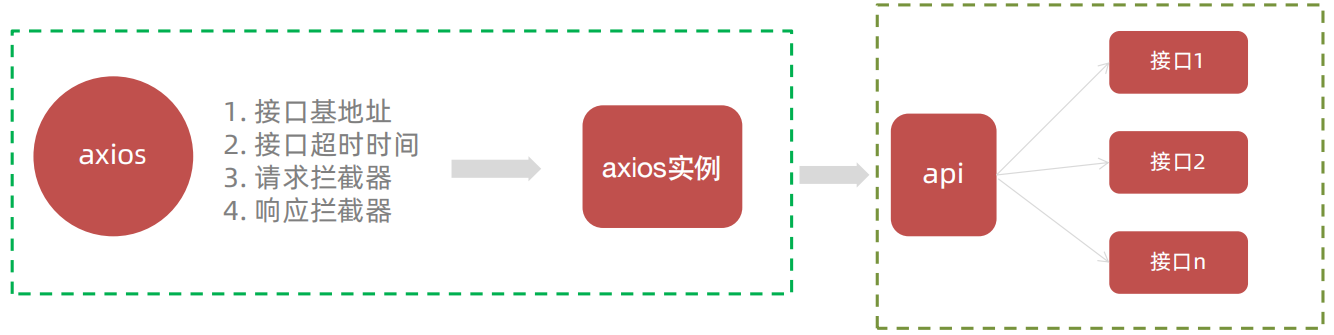 axios
1. 接口基地址
2. 接口超时时间
3. 请求拦截器
4. 响应拦截器
axios实例
api
接口1
接口2
接口n